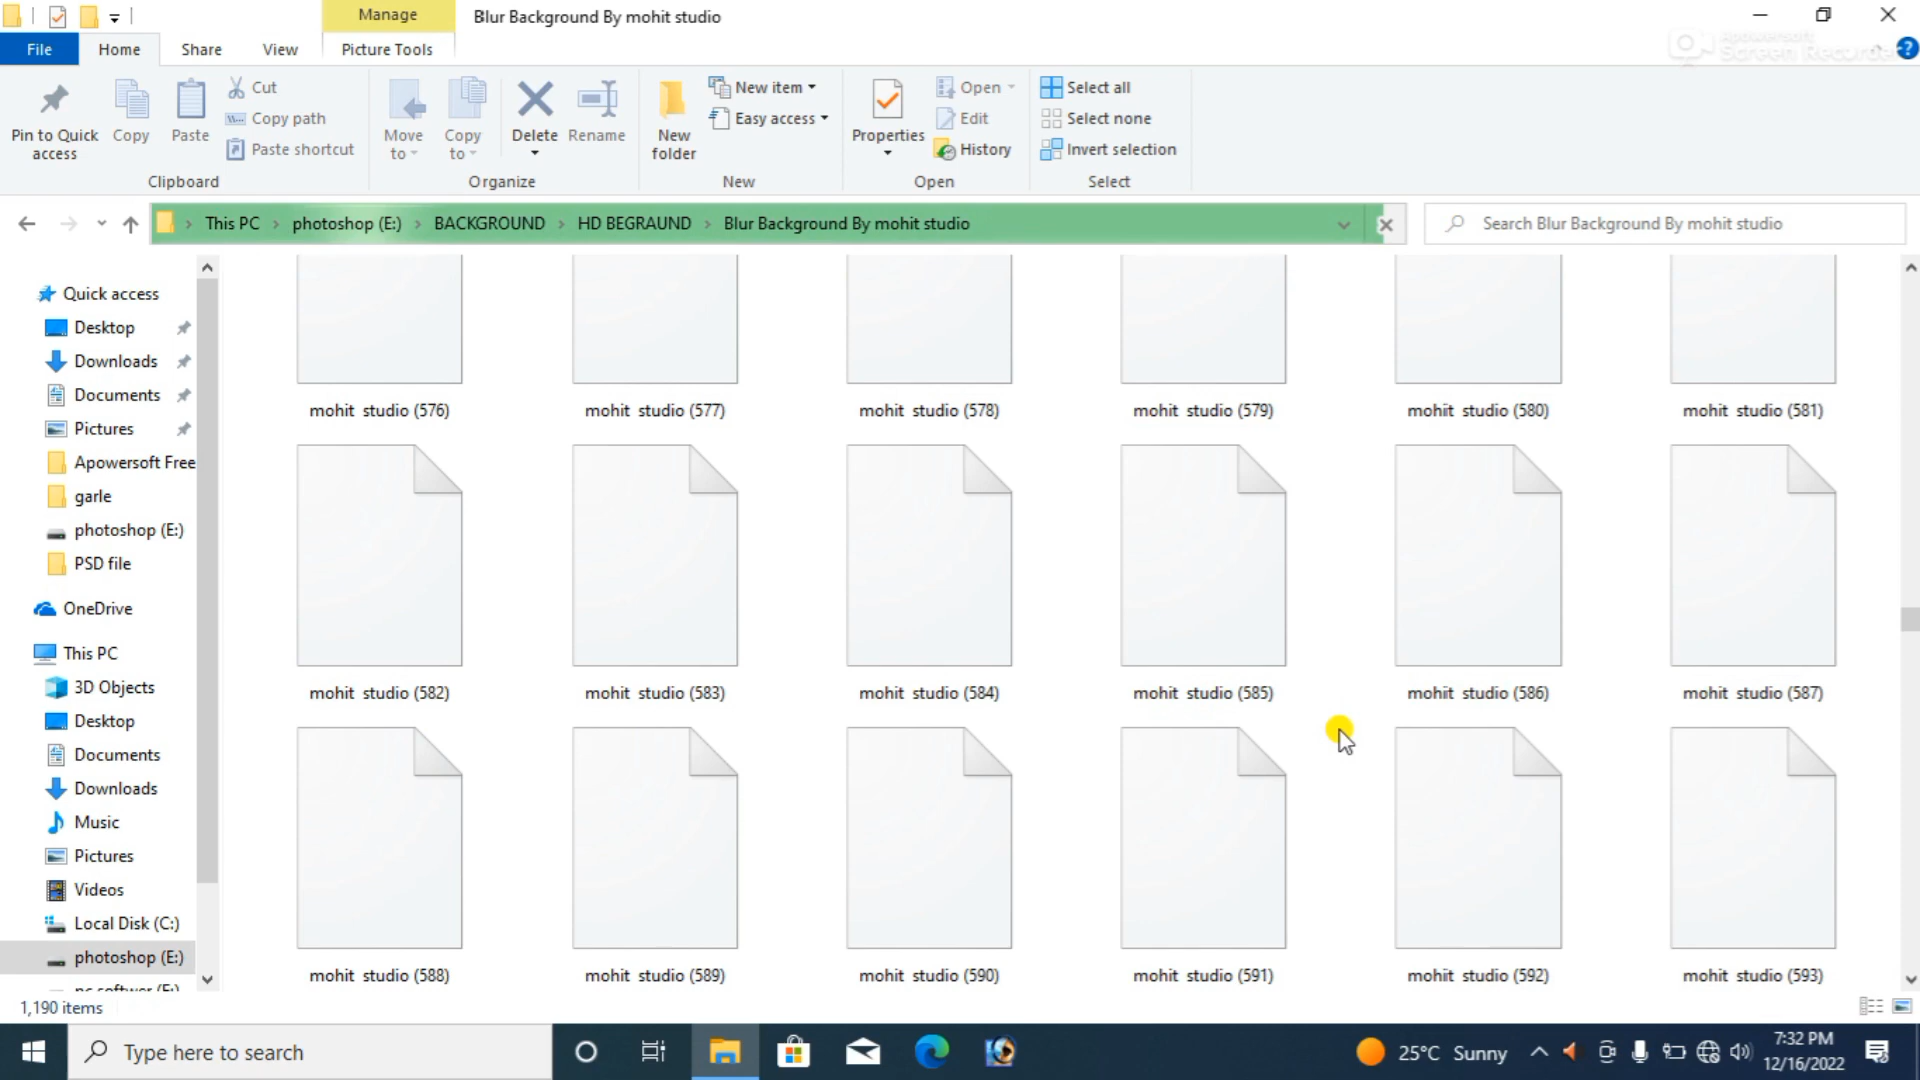 Manage
Blur Background By mohit studio
File
Home
Share
View
Picture Tools
Apowersoft
Screen Recorder
Pin to Quick access
Copy
Paste
Cut
Copy path
Paste shortcut
Move to
Copy to
Delete
Rename
New folder
New item
Easy access
Properties
Open
Edit
History
Select all
Select none
Invert selection
Clipboard
Organize
New
Open
Select
This PC
photoshop (E:)
BACKGROUND
HD BEGRAUND
Blur Background By mohit studio
Search Blur Background By mohit studio
Quick access
Desktop
Downloads
Documents
Pictures
Apowersoft Free
garle
photoshop (E:)
PSD file
OneDrive
This PC
3D Objects
Desktop
Documents
Downloads
Music
Pictures
Videos
Local Disk (C:)
photoshop (E:)
mohit studio (576)
mohit studio (577)
mohit studio (578)
mohit studio (579)
mohit studio (580)
mohit studio (581)
mohit studio (582)
mohit studio (583)
mohit studio (584)
mohit studio (585)
mohit studio (586)
mohit studio (587)
mohit studio (588)
mohit studio (589)
mohit studio (590)
mohit studio (591)
mohit studio (592)
mohit studio (593)
1,190 items
Type here to search
25°C Sunny
7:32 PM
12/16/2022